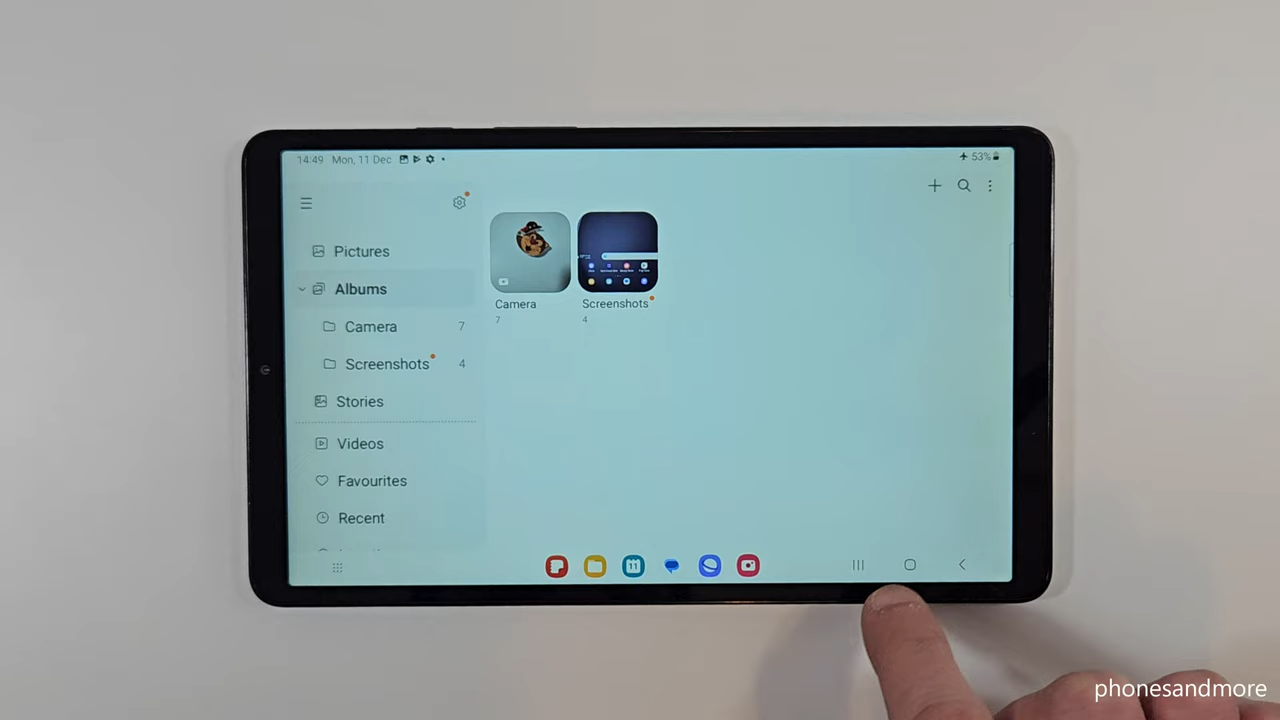 14:49 Mon, 11 Dec
53%
Pictures
Albums
Camera 7
Screenshots 4
Stories
Videos
Favourites
Recent
Camera
7
Screenshots
4
11
phonesandmore